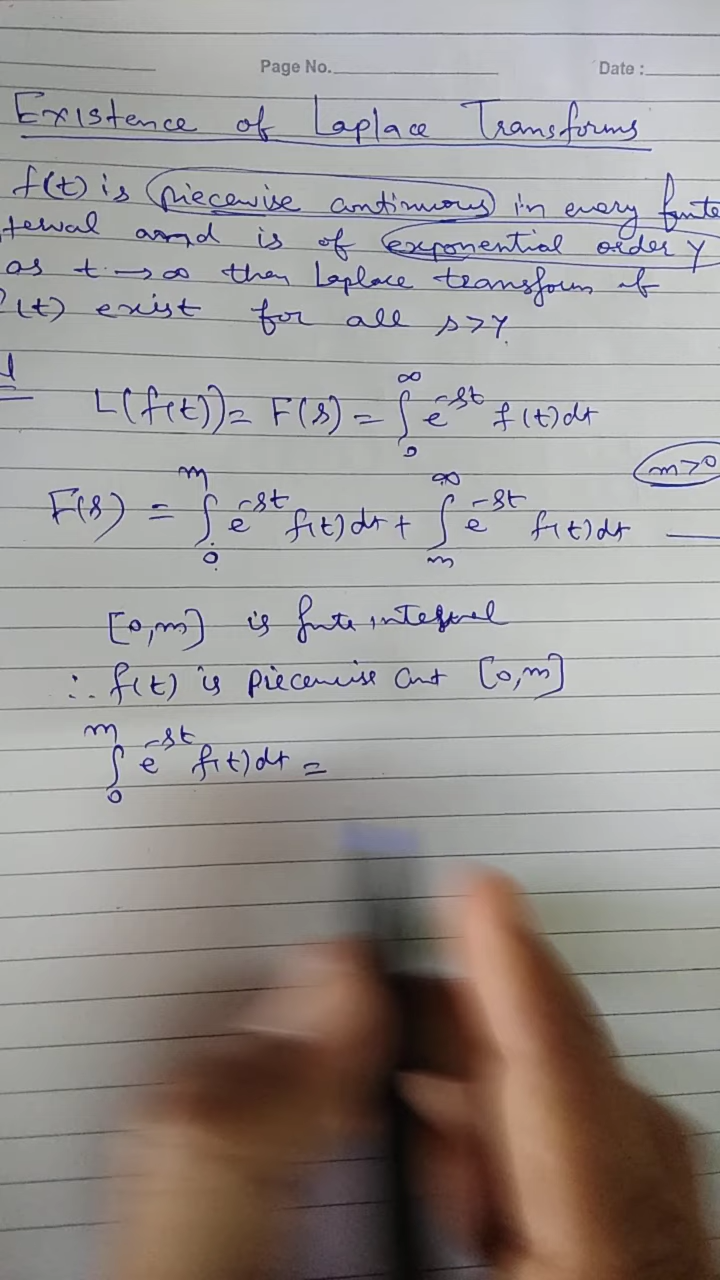 Page No. Date :
Existence of Laplace Transforms
f(t) is piecewise continuous in every finite
terval and is of exponential order γ
as t → ∞ then Laplace transform of
(t) exist for all s>γ
L(f(t)) = F(s) = ∫₀^∞ e^-st f(t)dt
m>0
F(s) = ∫₀^m e^-st f(t)dt + ∫ₘ^∞ e^-st f(t)dt —
[0,m] is finite integral
∴ f(t) is piecewise cont [0,m]
∫₀^m e^-st f(t)dt =